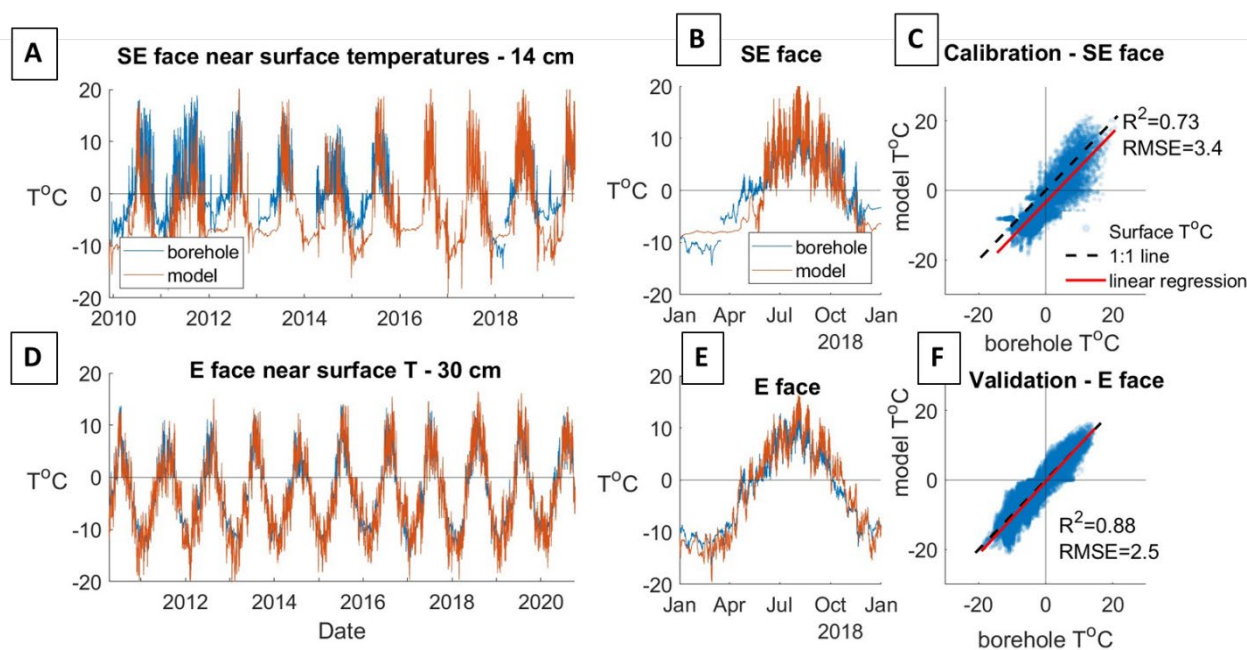 A
SE face near surface temperatures - 14 cm
20
10
0
-10
-20
T°C
borehole
model
2010
2012
2014
2016
2018
B
SE face
20
10
0
-10
-20
T°C
borehole
model
Jan
Apr
Jul
Oct
Jan
2018
C
Calibration - SE face
20
0
-20
model T°C
R²=0.73
RMSE=3.4
Surface T°C
1:1 line
linear regression
-20
0
20
borehole T°C
D
E face near surface T - 30 cm
20
10
0
-10
-20
T°C
2012
2014
2016
2018
2020
Date
E
E face
20
10
0
-10
-20
T°C
Jan
Apr
Jul
Oct
Jan
2018
F
Validation - E face
20
0
-20
model T°C
R²=0.88
RMSE=2.5
-20
0
20
borehole T°C